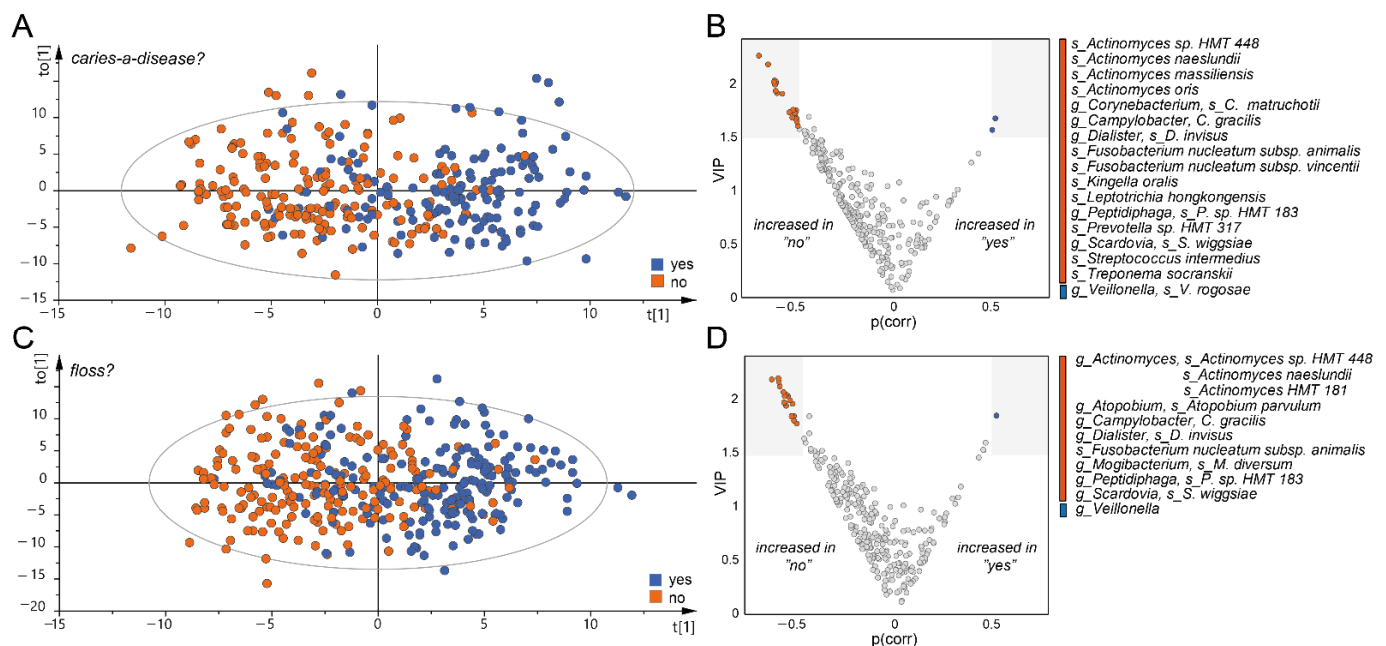 A
to[1]
caries-a-disease?
10
5
0
−5
−10
−15
−15
−10
−5
0
5
10
t[1]
yes
no
B
VIP
2
1.5
1
0.5
0
increased in
"no"
increased in
"yes"
−0.5
0
0.5
p(corr)
s_Actinomyces sp. HMT 448
s_Actinomyces naeslundii
s_Actinomyces massiliensis
s_Actinomyces oris
g_Corynebacterium, s_C. matruchotii
g_Campylobacter, C. gracilis
g_Dialister, s_D. invisus
s_Fusobacterium nucleatum subsp. animalis
s_Fusobacterium nucleatum subsp. vincentii
s_Kingella oralis
s_Leptotrichia hongkongensis
g_Peptidiphaga, s_P. sp. HMT 183
s_Prevotella sp. HMT 317
g_Scardovia, s_S. wiggsiae
s_Streptococcus intermedius
s_Treponema socranskii
g_Veillonella, s_V. rogosae
C
to[1]
floss?
15
10
5
0
−5
−10
−15
−20
−15
−10
−5
0
5
10
t[1]
yes
no
D
VIP
2
1.5
1
0.5
0
increased in
"no"
increased in
"yes"
−0.5
0
0.5
p(corr)
g_Actinomyces, s_Actinomyces sp. HMT 448
s_Actinomyces naeslundii
s_Actinomyces HMT 181
g_Atopobium, s_Atopobium parvulum
g_Campylobacter, C. gracilis
g_Dialister, s_D. invisus
s_Fusobacterium nucleatum subsp. animalis
g_Mogibacterium, s_M. diversum
g_Peptidiphaga, s_P. sp. HMT 183
g_Scardovia, s_S. wiggsiae
g_Veillonella